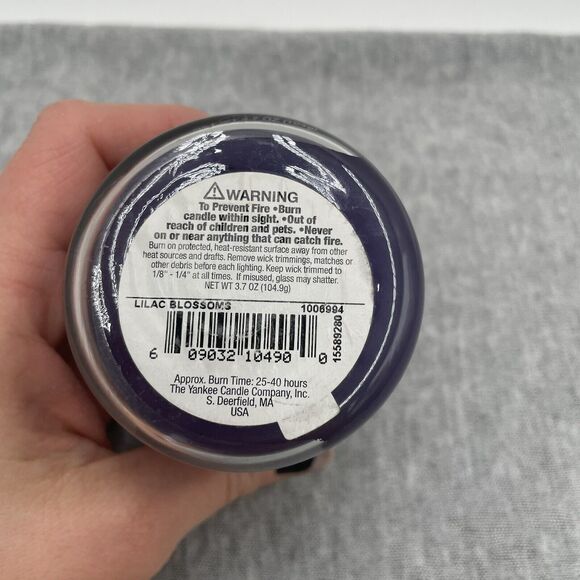 ⚠WARNING
To Prevent Fire •Burn
candle within sight. •Out of
reach of children and pets. •Never
on or near anything that can catch fire.
Burn on protected, heat-resistant surface away from other
heat sources and drafts. Remove wick trimmings, matches or
other debris before each lighting. Keep wick trimmed to
1/8" - 1/4" at all times. If misused, glass may shatter.
NET WT 3.7 OZ (104.9g)
LILAC BLOSSOMS 1006994
6 09032 10490 0
15589280
Approx. Burn Time: 25-40 hours
The Yankee Candle Company, Inc.
S. Deerfield, MA
USA